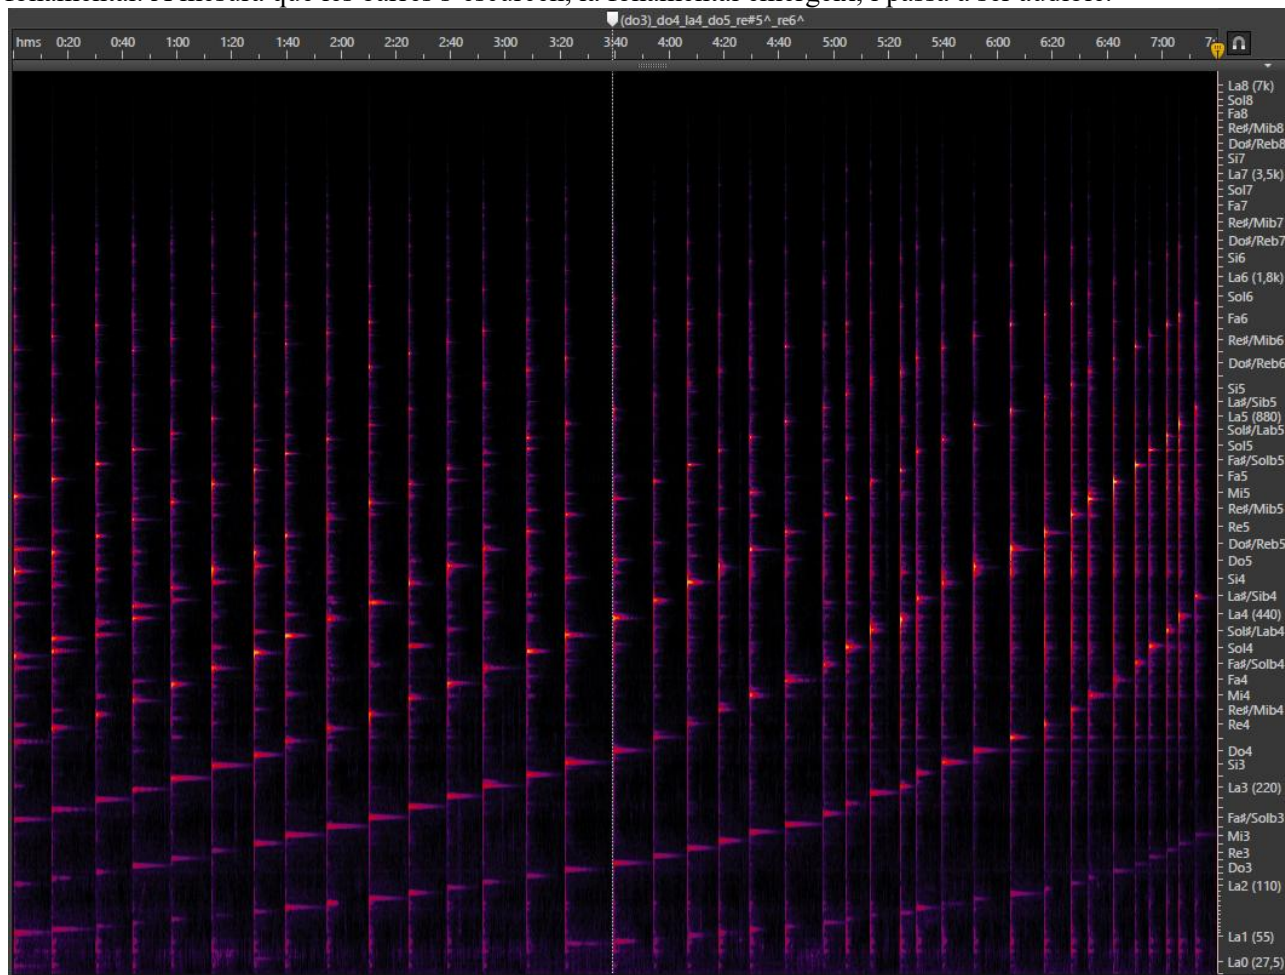 (do3)_do4_la4_do5_re#5^_re6^
hms 0:20 0:40 1:00 1:20 1:40 2:00 2:20 2:40 3:00 3:20 3:40 4:00 4:20 4:40 5:00 5:20 5:40 6:00 6:20 6:40 7:00
La8 (7k)
Sol8
Fa8
Re♯/Mib8
Do♯/Reb8
Si7
La7 (3,5k)
Sol7
Fa7
Re♯/Mib7
Do♯/Reb7
Si6
La6 (1,8k)
Sol6
Fa6
Re♯/Mib6
Do♯/Reb6
Si5
La♯/Sib5
La5 (880)
Sol♯/Lab5
Sol5
Fa♯/Solb5
Fa5
Mi5
Re♯/Mib5
Re5
Do♯/Reb5
Do5
Si4
La♯/Sib4
La4 (440)
Sol♯/Lab4
Sol4
Fa♯/Solb4
Fa4
Mi4
Re♯/Mib4
Re4
Do4
Si3
La3 (220)
Fa♯/Solb3
Mi3
Re3
Do3
La2 (110)
La1 (55)
La0 (27,5)